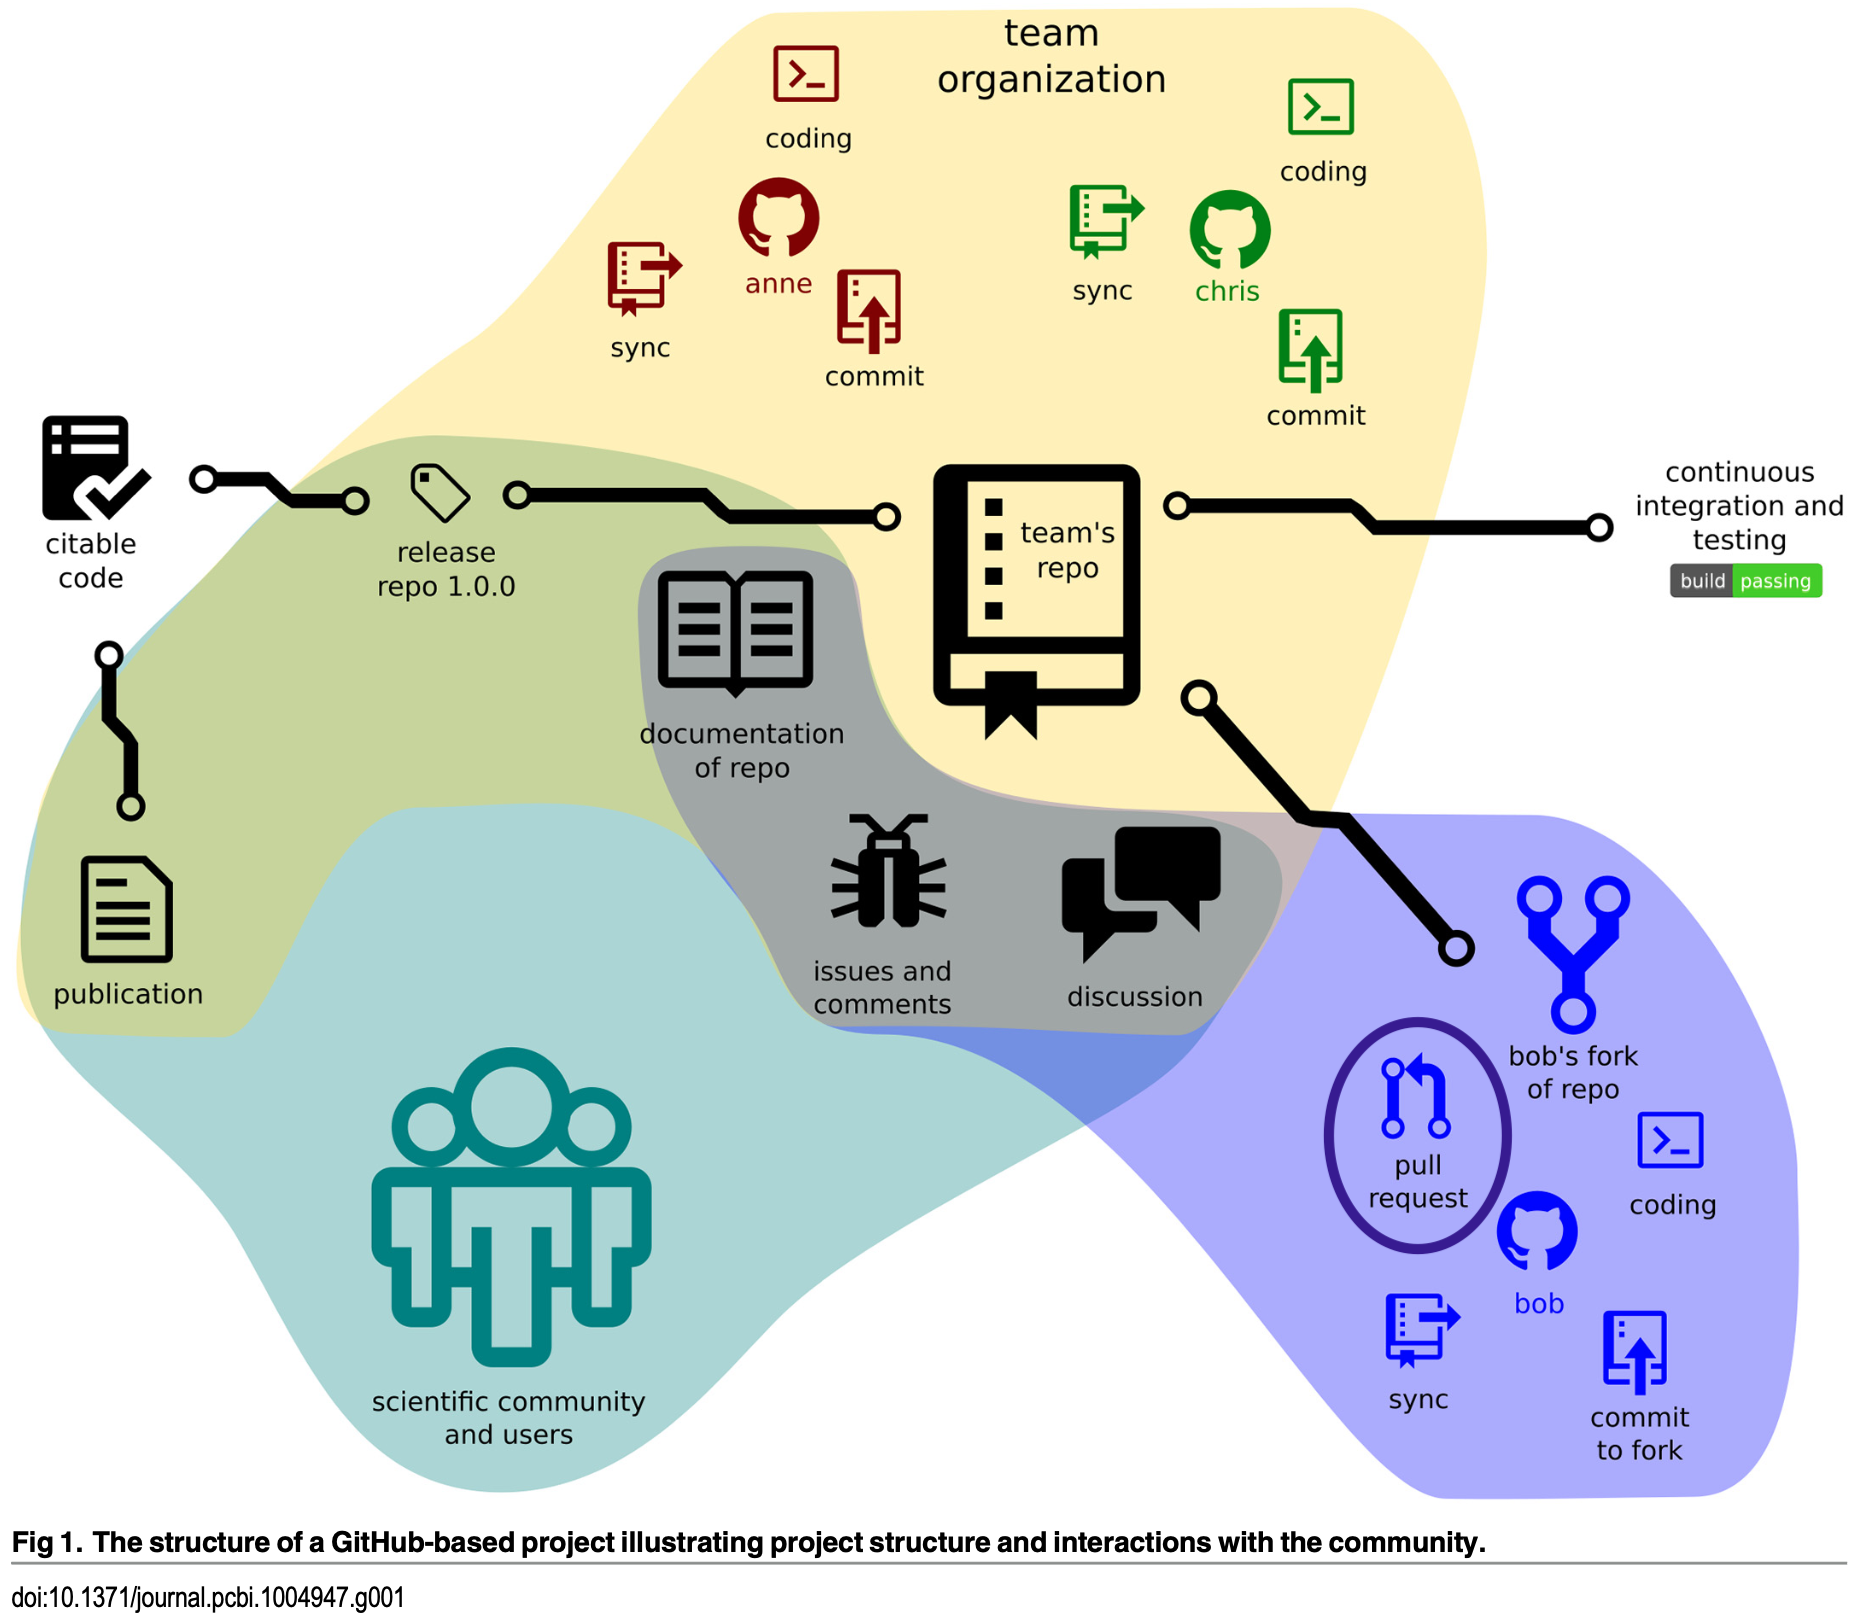 team
organization
coding
coding
anne
sync
chris
sync
commit
commit
citable
code
release
repo 1.0.0
team's
repo
continuous
integration and
testing
build passing
documentation
of repo
publication
issues and
comments
discussion
bob's fork
of repo
pull
request
coding
bob
sync
commit
to fork
scientific community
and users
Fig 1. The structure of a GitHub-based project illustrating project structure and interactions with the community.
doi:10.1371/journal.pcbi.1004947.g001